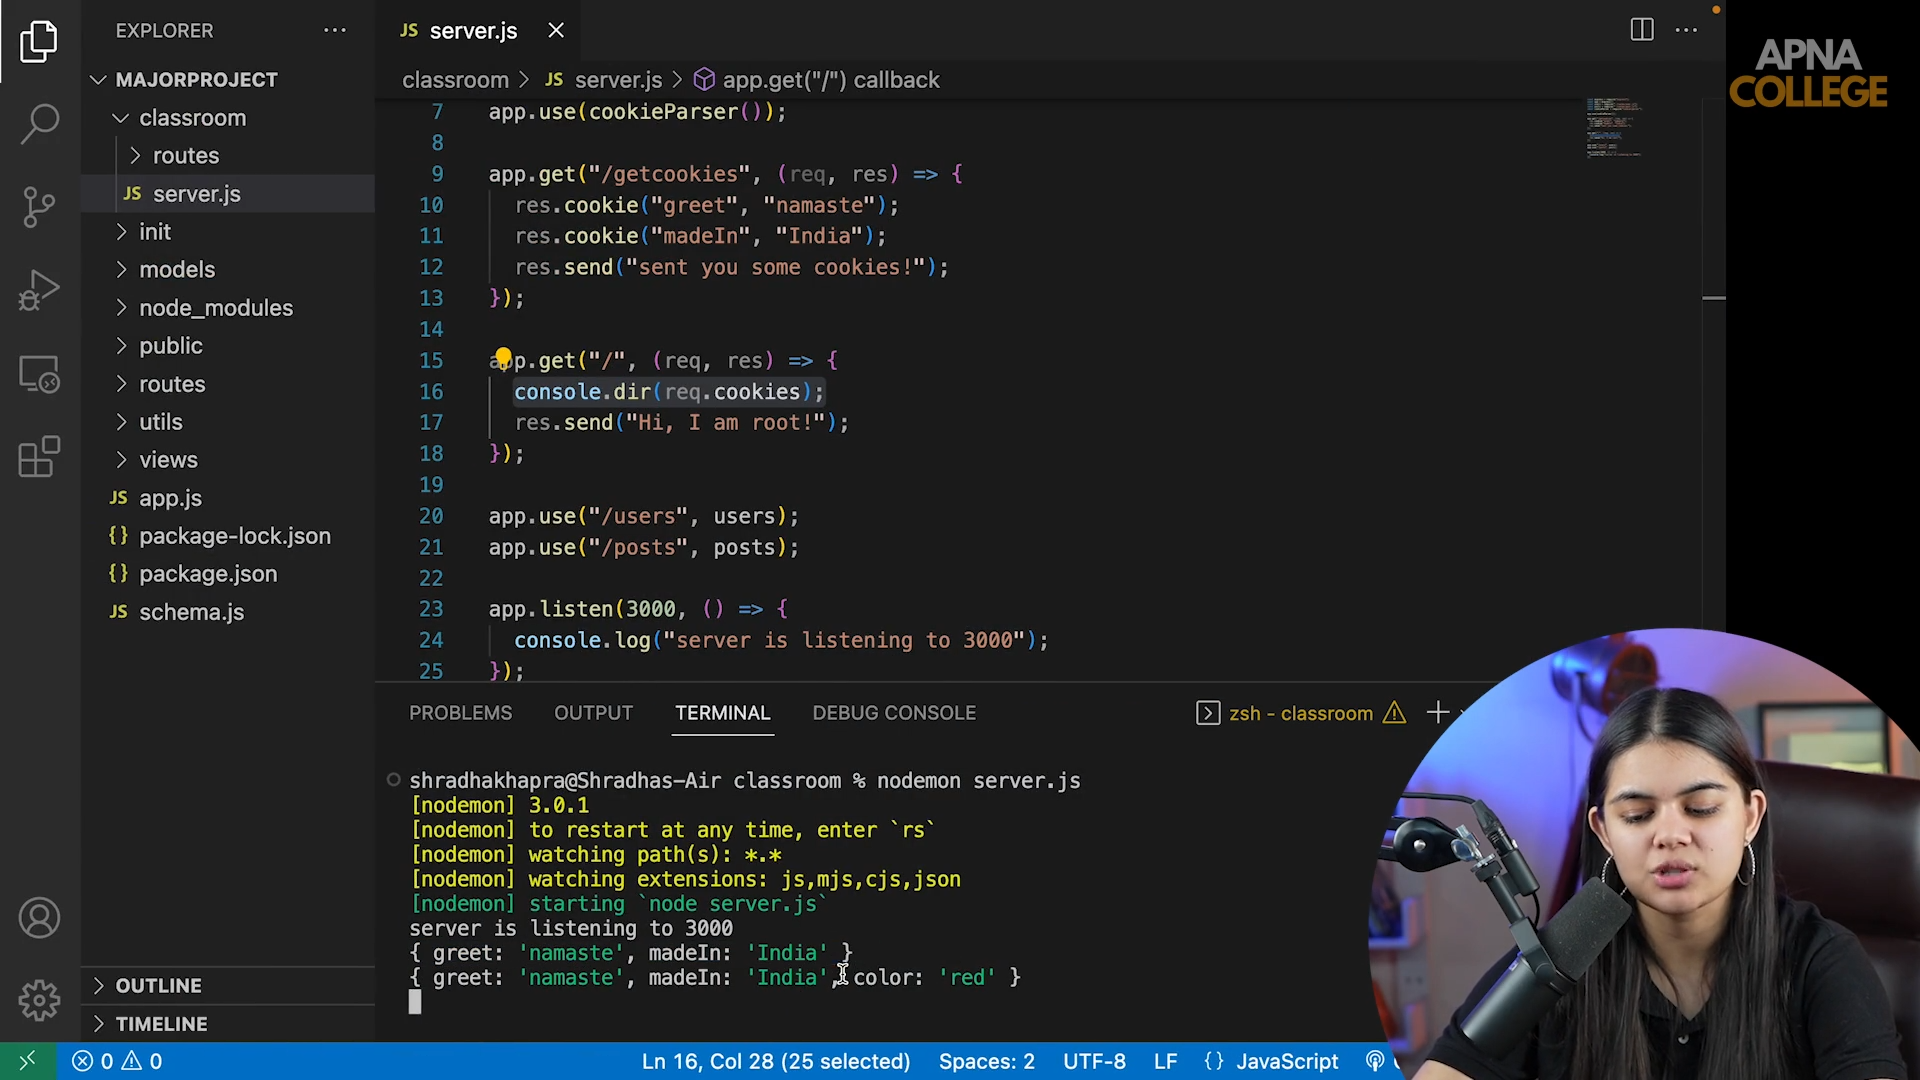 EXPLORER
JS server.js
APNA
COLLEGE
MAJORPROJECT
classroom
routes
JS server.js
init
models
node_modules
public
routes
utils
views
JS app.js
{} package-lock.json
{} package.json
JS schema.js
OUTLINE
TIMELINE
classroom > JS server.js > app.get("/") callback
7 app.use(cookieParser());
8
9 app.get("/getcookies", (req, res) => {
10 res.cookie("greet", "namaste");
11 res.cookie("madeIn", "India");
12 res.send("sent you some cookies!");
13 });
14
15 app.get("/", (req, res) => {
16 console.dir(req.cookies);
17 res.send("Hi, I am root!");
18 });
19
20 app.use("/users", users);
21 app.use("/posts", posts);
22
23 app.listen(3000, () => {
24 console.log("server is listening to 3000");
25 });
PROBLEMS OUTPUT TERMINAL DEBUG CONSOLE zsh - classroom
shradhakhapra@Shradhas-Air classroom % nodemon server.js
[nodemon] 3.0.1
[nodemon] to restart at any time, enter `rs`
[nodemon] watching path(s): *.*
[nodemon] watching extensions: js,mjs,cjs,json
[nodemon] starting `node server.js`
server is listening to 3000
{ greet: 'namaste', madeIn: 'India' }
{ greet: 'namaste', madeIn: 'India', color: 'red' }
0 0 Ln 16, Col 28 (25 selected) Spaces: 2 UTF-8 LF {} JavaScript